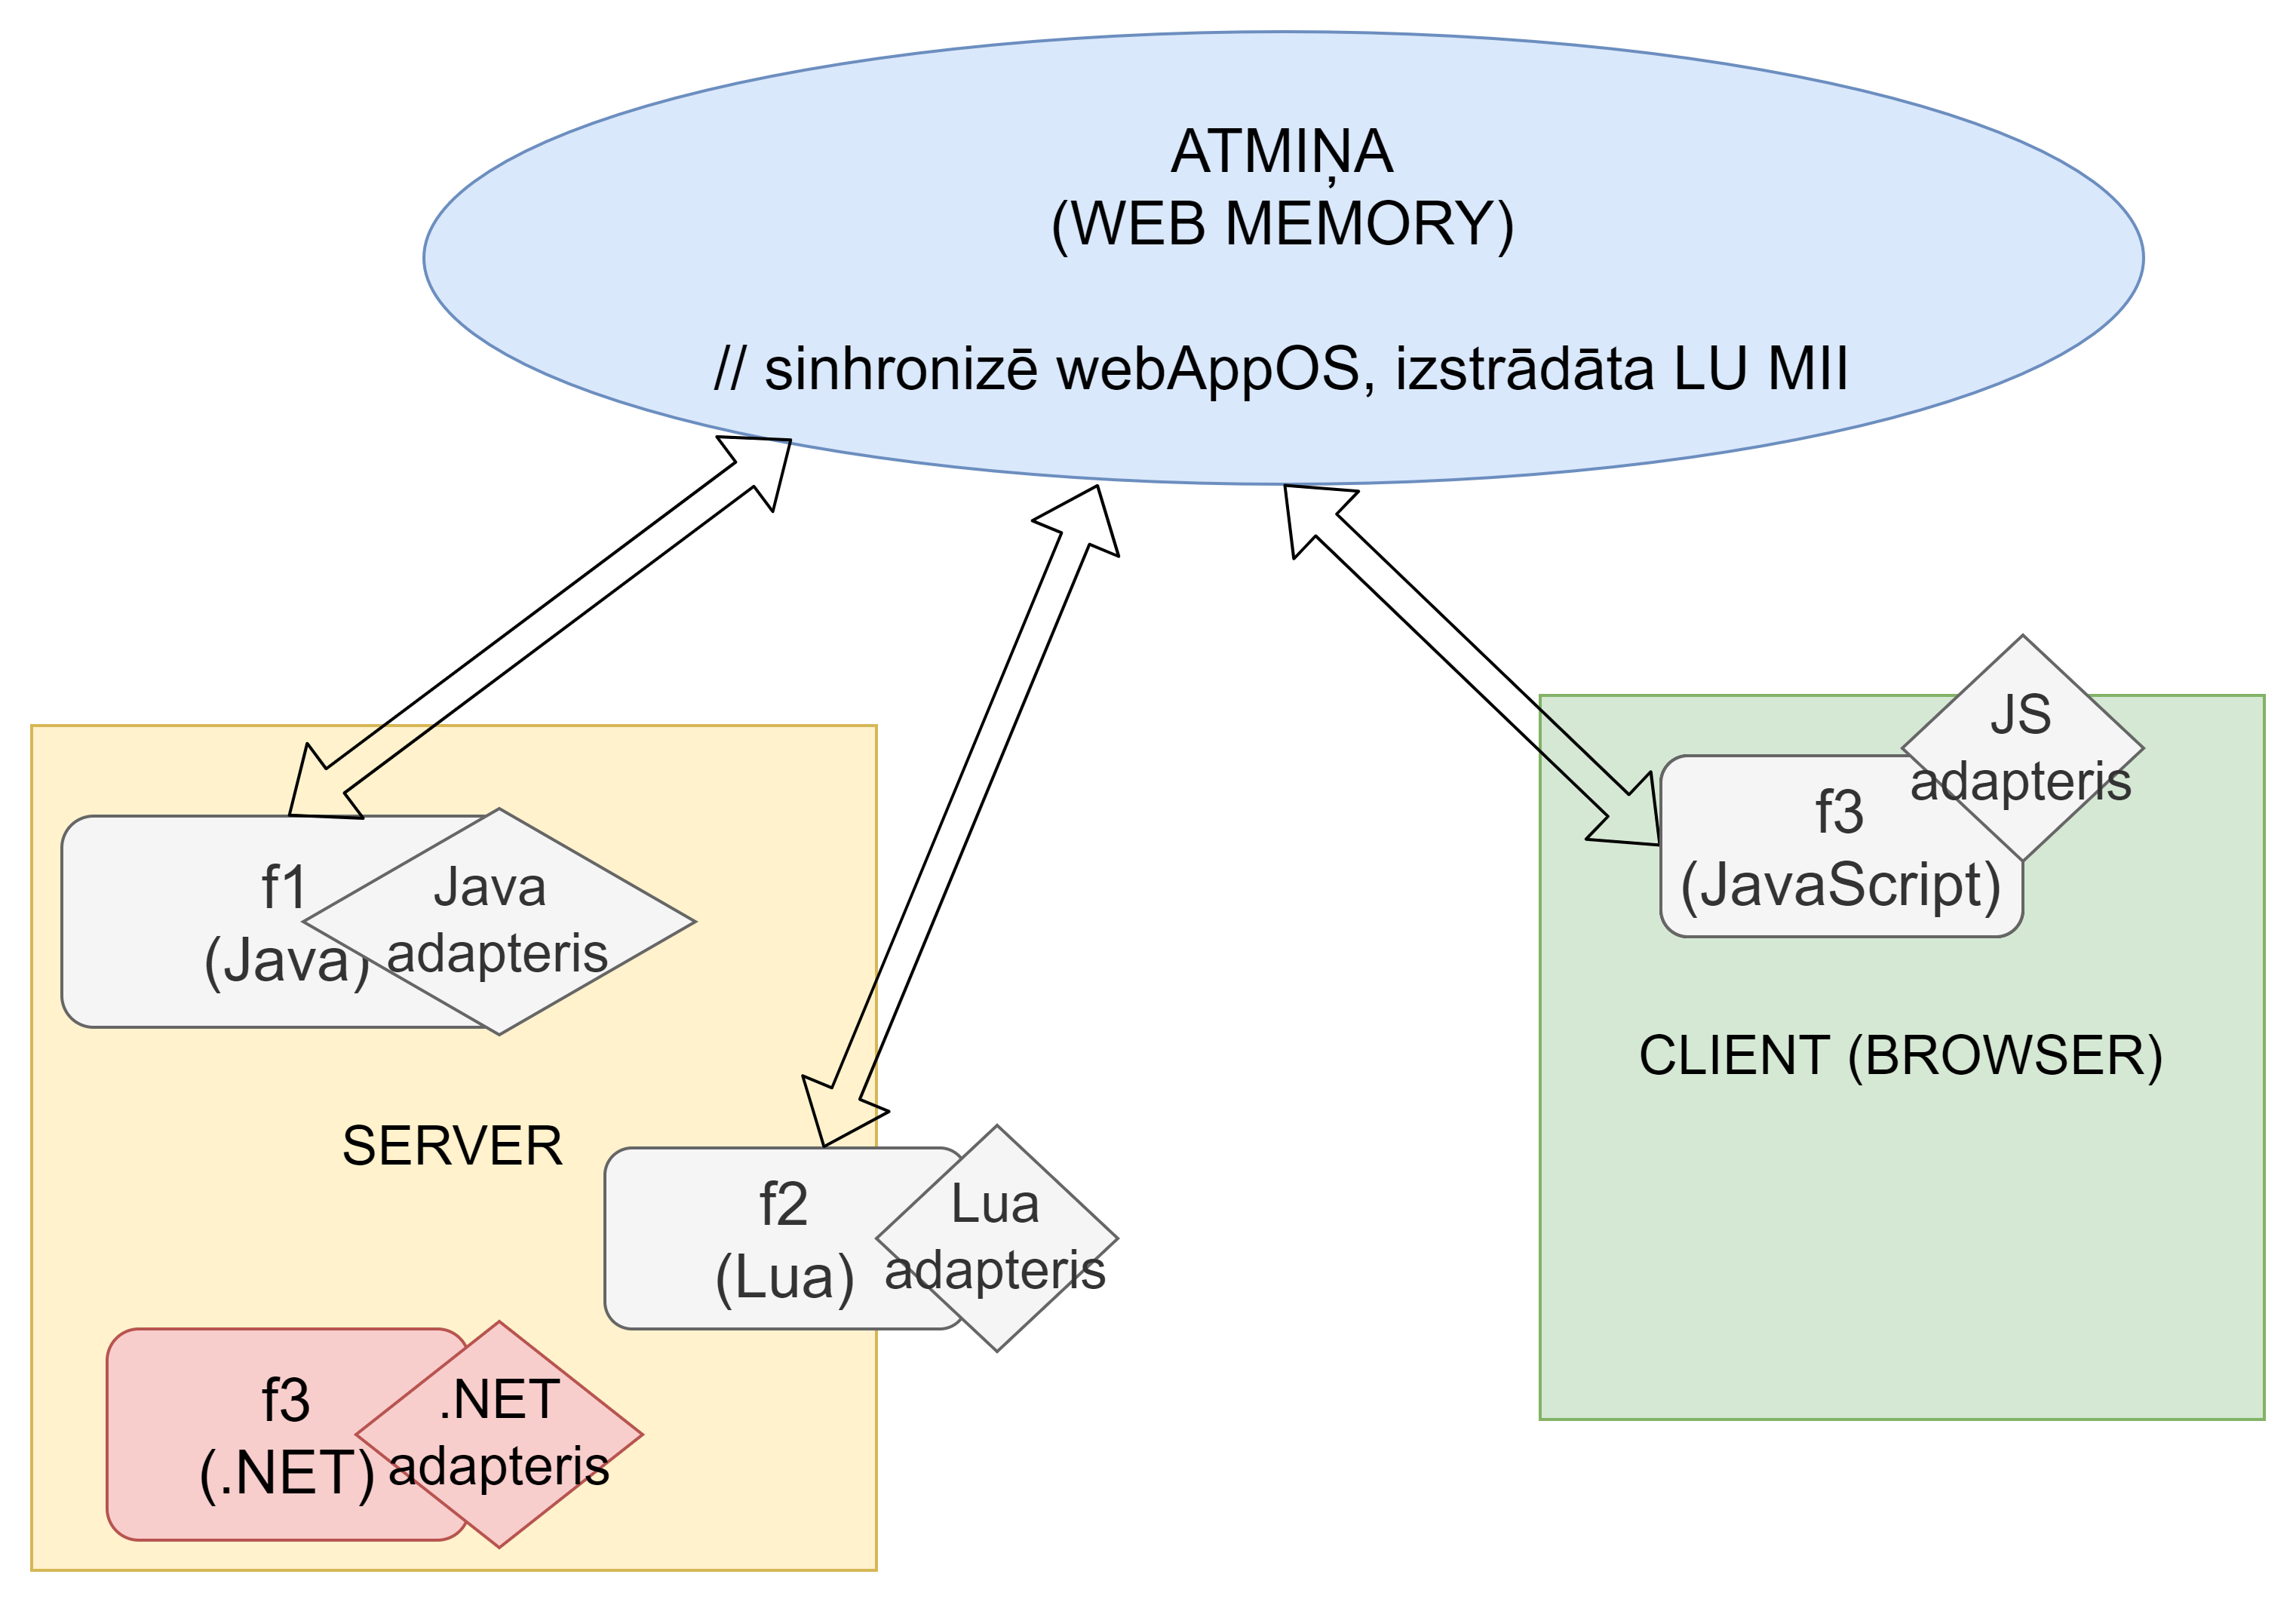 ATMIŅA
(WEB MEMORY)
// sinhronizē webAppOS, izstrādāta LU MII
JS
adapteris
f3
(JavaScript)
f1
(Java)
Java
adapteris
CLIENT (BROWSER)
SERVER
f2
(Lua)
Lua
adapteris
f3
(.NET)
.NET
adapteris